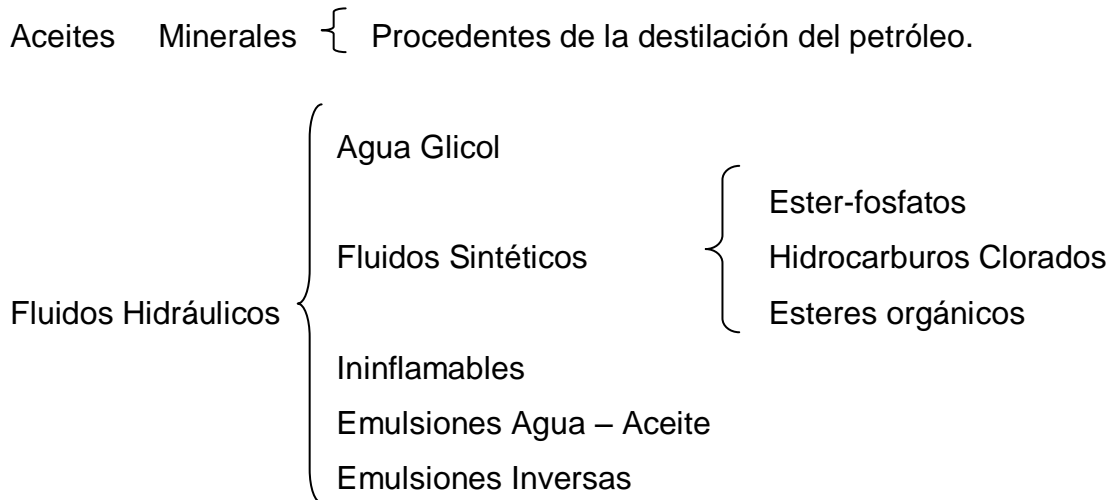 Aceites Minerales Procedentes de la destilación del petróleo.
Agua Glicol
Ester-fosfatos
Fluidos Sintéticos Hidrocarburos Clorados
Fluidos Hidráulicos Esteres orgánicos
Ininflamables
Emulsiones Agua – Aceite
Emulsiones Inversas